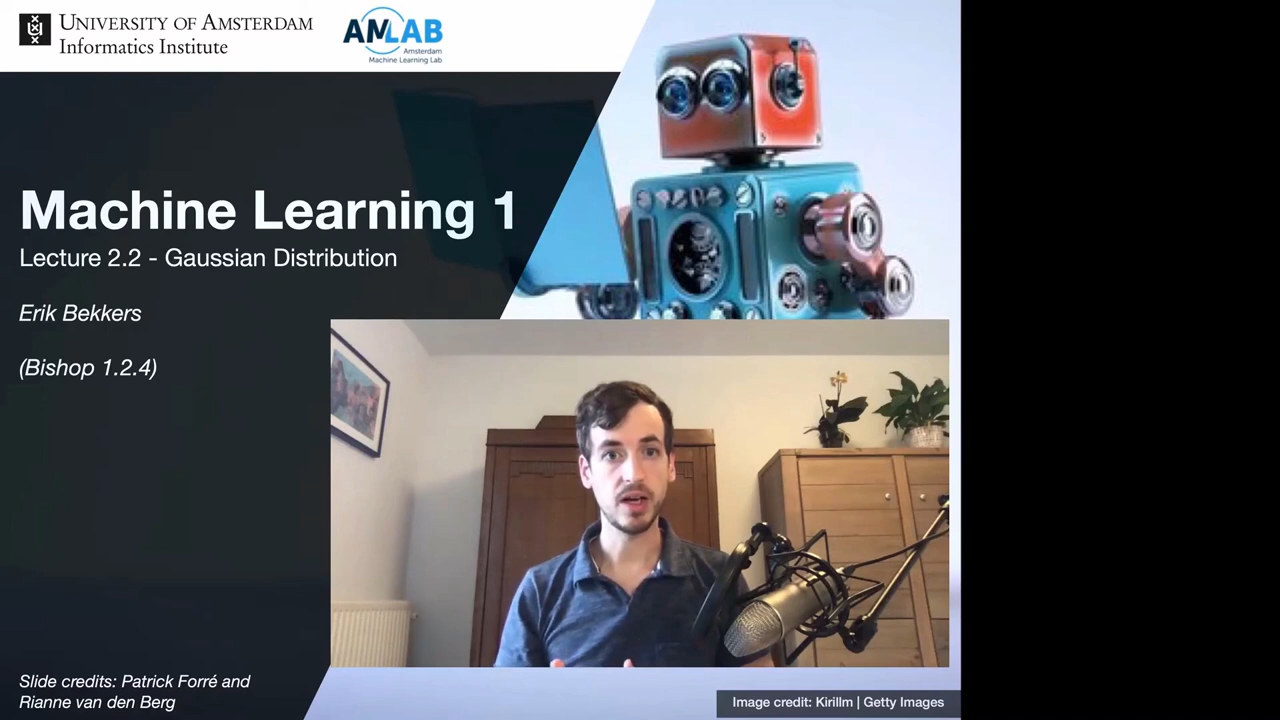 UNIVERSITY OF AMSTERDAM
Informatics Institute
AMLAB
Amsterdam
Machine Learning Lab
Machine Learning 1
Lecture 2.2 - Gaussian Distribution
Erik Bekkers
(Bishop 1.2.4)
Slide credits: Patrick Forré and
Rianne van den Berg
Image credit: Kirillm | Getty Images